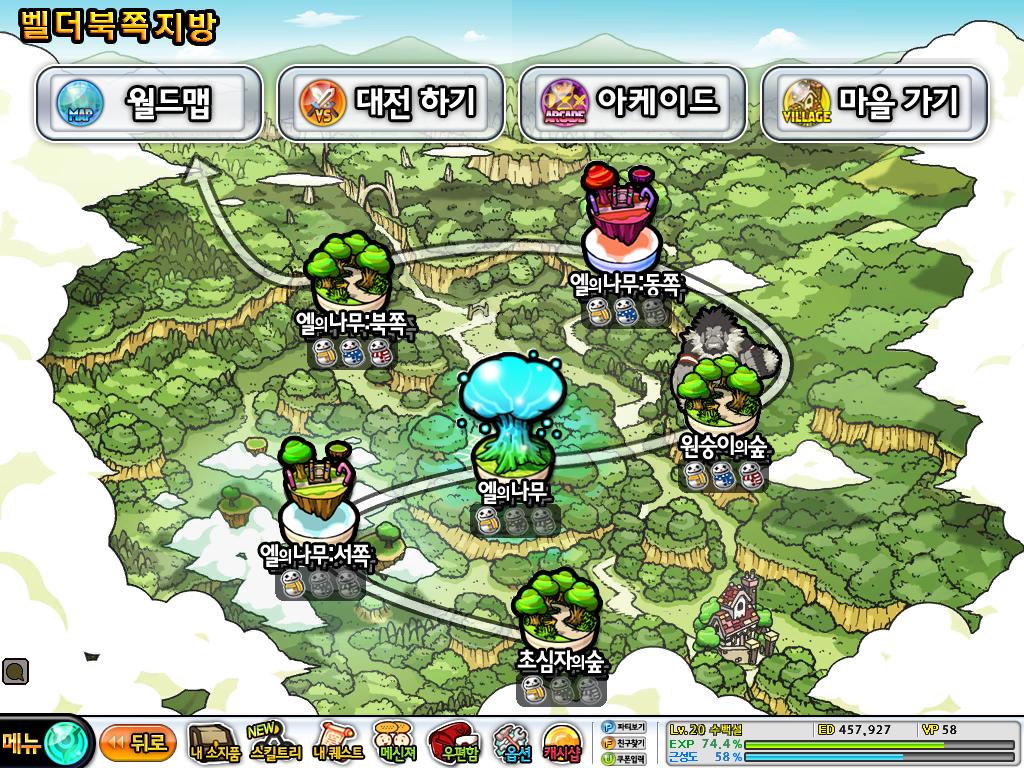 벨더북쪽지방
MAP 월드맵
VS 대전 하기
ARCADE 아케이드
VILLAGE 마을 가기
엘의나무:동쪽
엘의나무:북쪽
원숭이의숲
엘의나무
엘의나무:서쪽
초심자의숲
메뉴
뒤로
내 소지품
NEW 스킬트리
내 퀘스트
메신저
우편함
옵션
캐시샵
P 파티보기
F 친구찾기
U 쿠폰입력
Lv.20 수백설
ED 457,927
VP 58
EXP 74.4%
근성도 58%